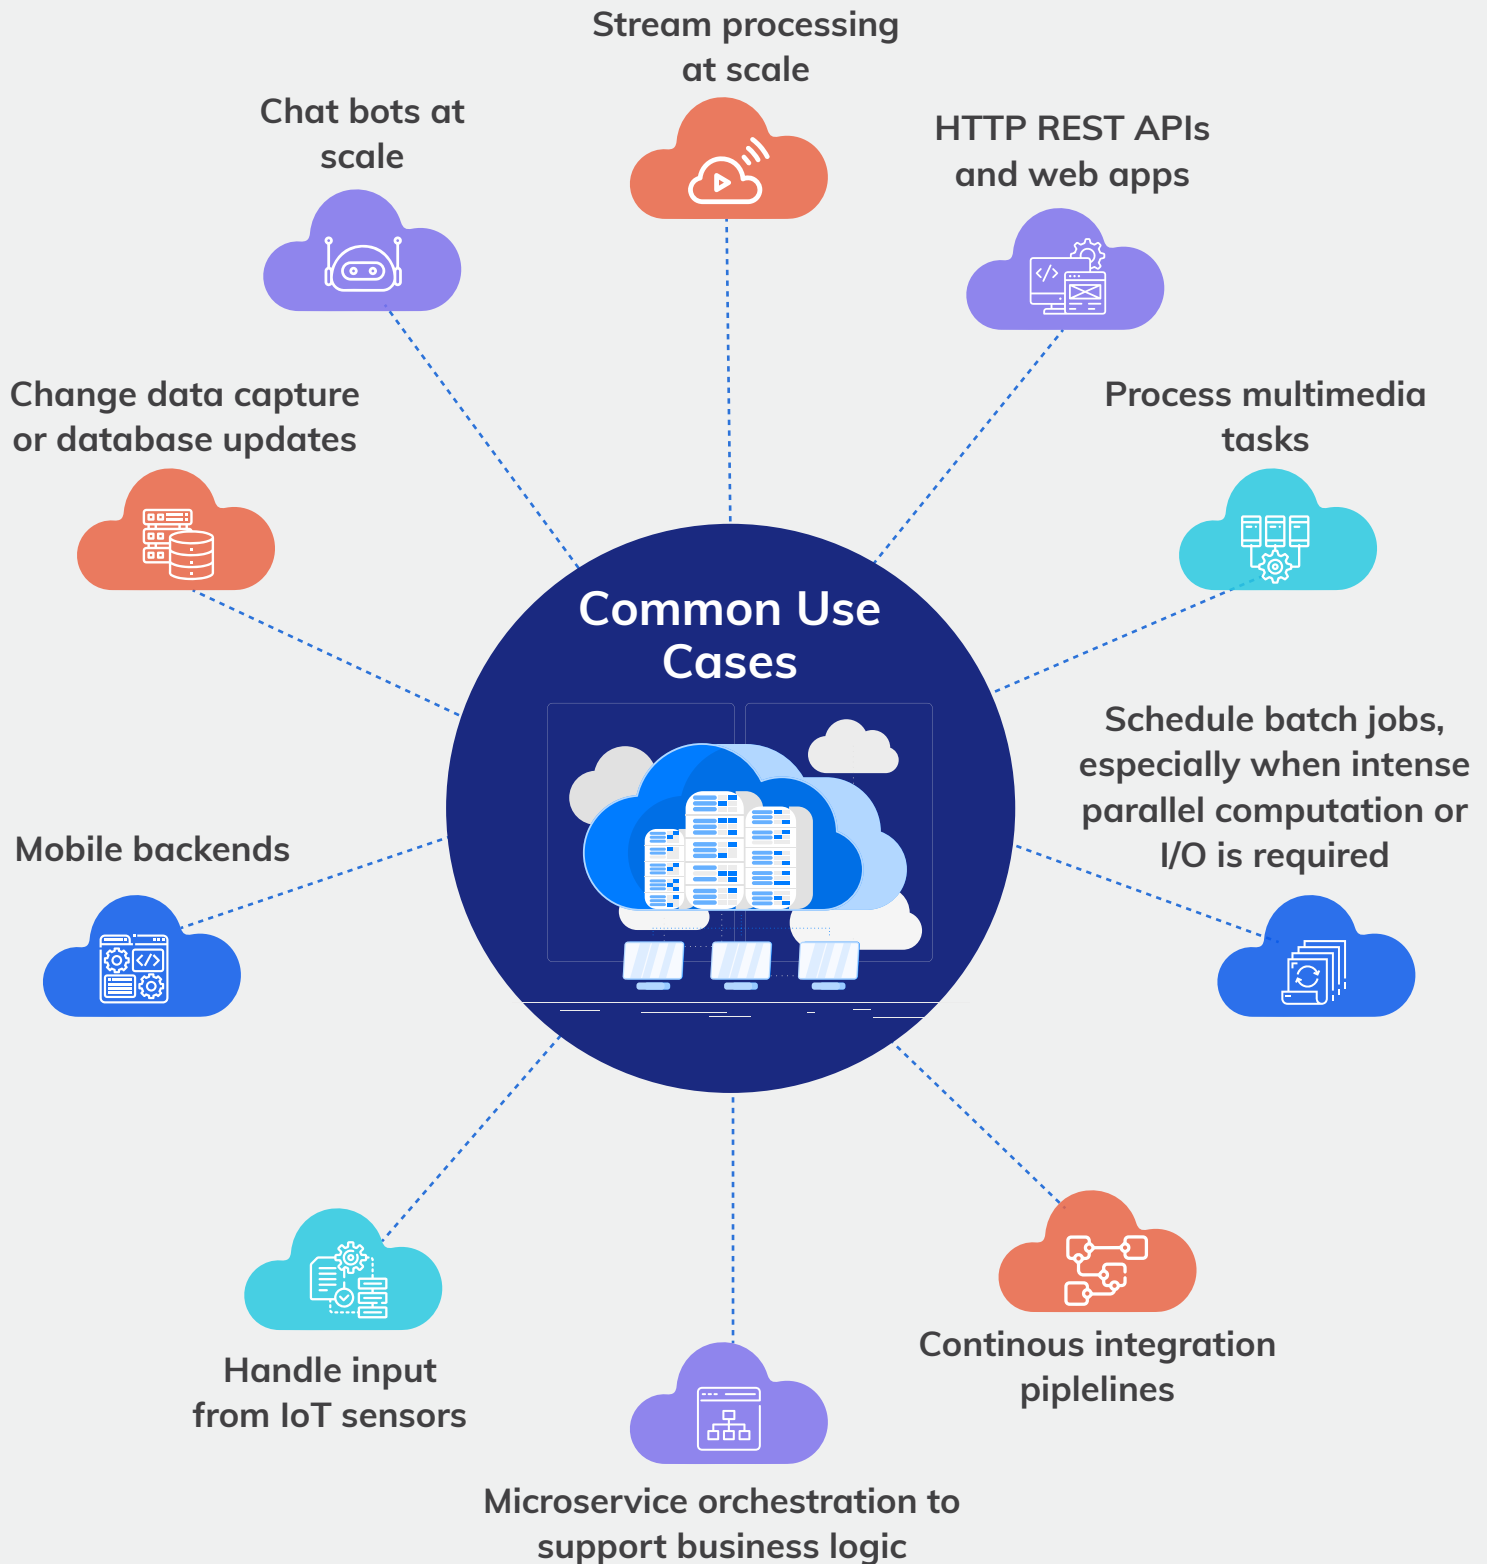 Stream processing
at scale
Chat bots at
scale
HTTP REST APIs
and web apps
Change data capture
or database updates
Process multimedia
tasks
Common Use
Cases
Schedule batch jobs,
especially when intense
parallel computation or
I/O is required
Mobile backends
Continous integration
piplelines
Handle input
from IoT sensors
Microservice orchestration to
support business logic